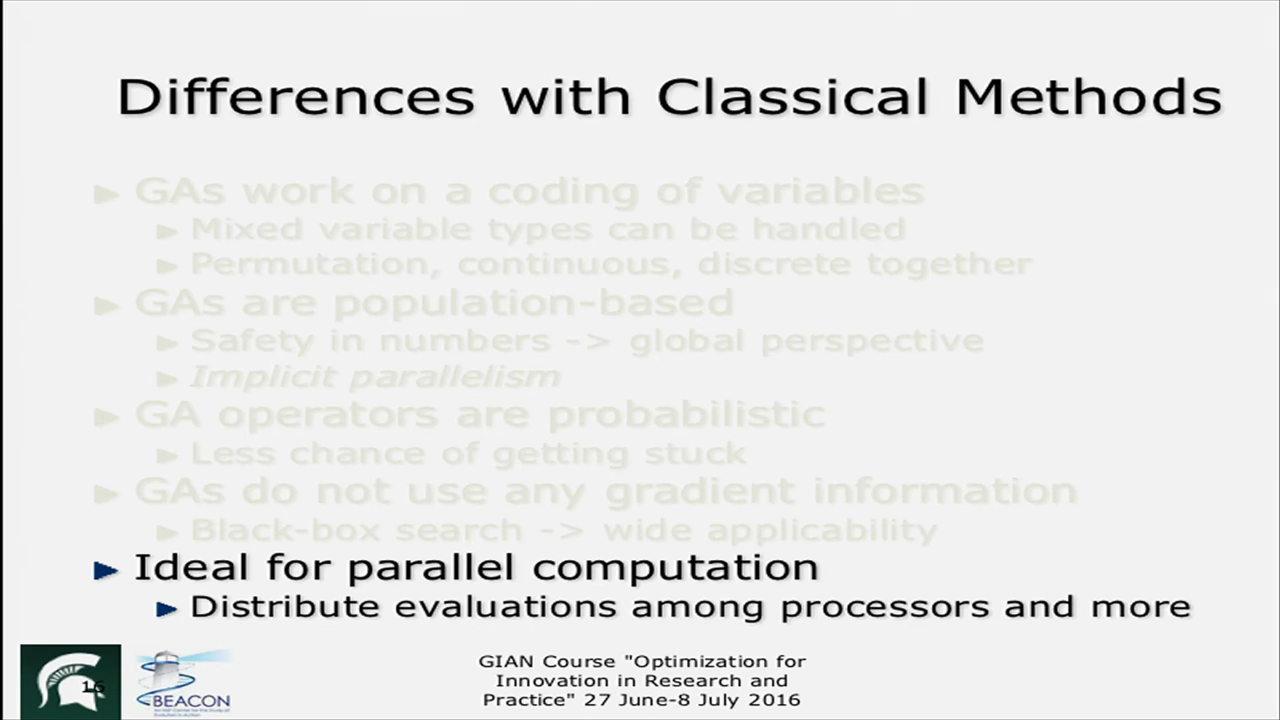 Differences with Classical Methods
GAs work on a coding of variables
Mixed variable types can be handled
Permutation, continuous, discrete together
GAs are population-based
Safety in numbers -> global perspective
Implicit parallelism
GA operators are probabilistic
Less chance of getting stuck
GAs do not use any gradient information
Black-box search -> wide applicability
Ideal for parallel computation
Distribute evaluations among processors and more
16
BEACON
GIAN Course "Optimization for
Innovation in Research and
Practice" 27 June-8 July 2016